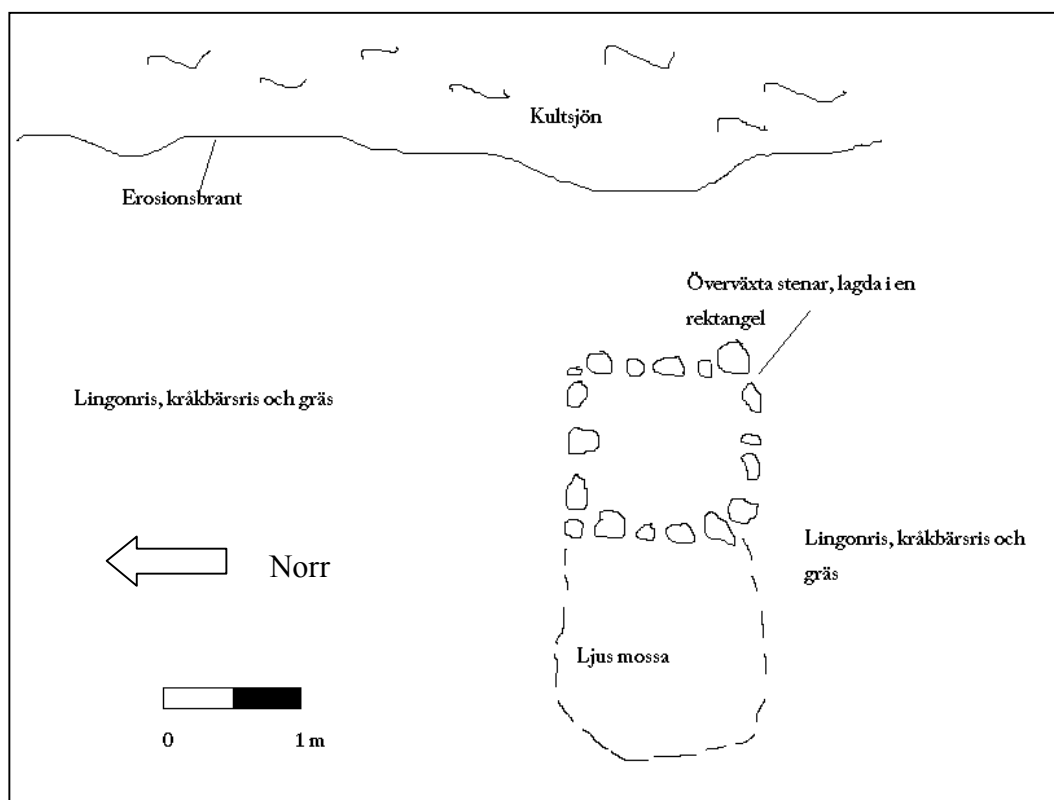 Kultsjön
Erosionsbrant
Överväxta stenar, lagda i en
rektangel
Lingonris, kråkbärsris och gräs
Lingonris, kråkbärsris och
gräs
Norr
Ljus mossa
0 1 m